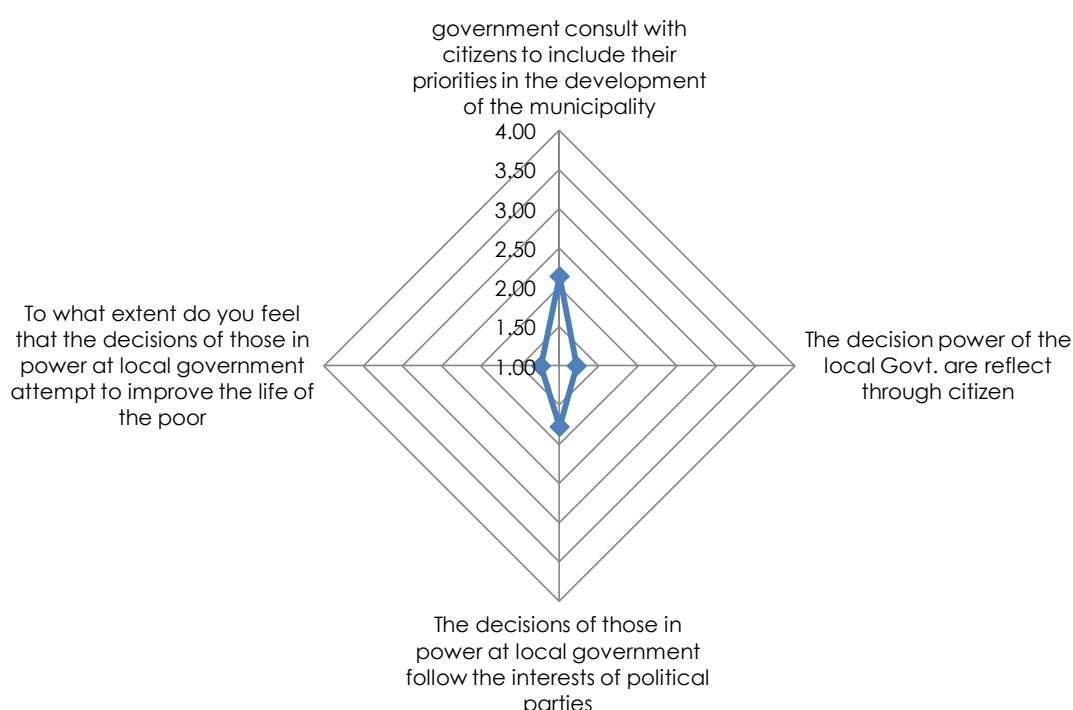 government consult with
citizens to include their
priorities in the development
of the municipality
4.00
3.50
3.00
2.50
2.00
1.50
1.00
To what extent do you feel
that the decisions of those in
power at local government
attempt to improve the life of
the poor
The decision power of the
local Govt. are reflect
through citizen
The decisions of those in
power at local government
follow the interests of political
parties